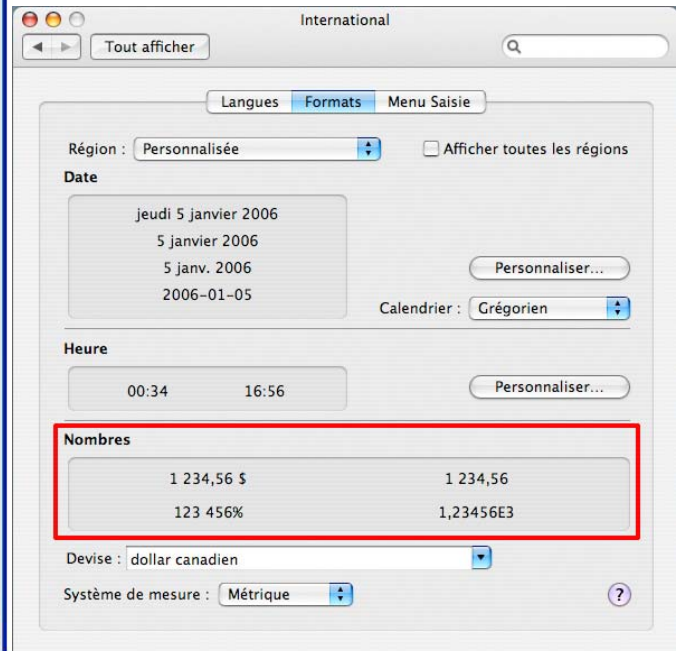 International
Tout afficher
Langues Formats Menu Saisie
Région : Personnalisée Afficher toutes les régions
Date
jeudi 5 janvier 2006
5 janvier 2006
5 janv. 2006
2006-01-05
Personnaliser...
Calendrier : Grégorien
Heure
00:34 16:56
Personnaliser...
Nombres
1 234,56 $ 1 234,56
123 456% 1,23456E3
Devise : dollar canadien
Système de mesure : Métrique ?